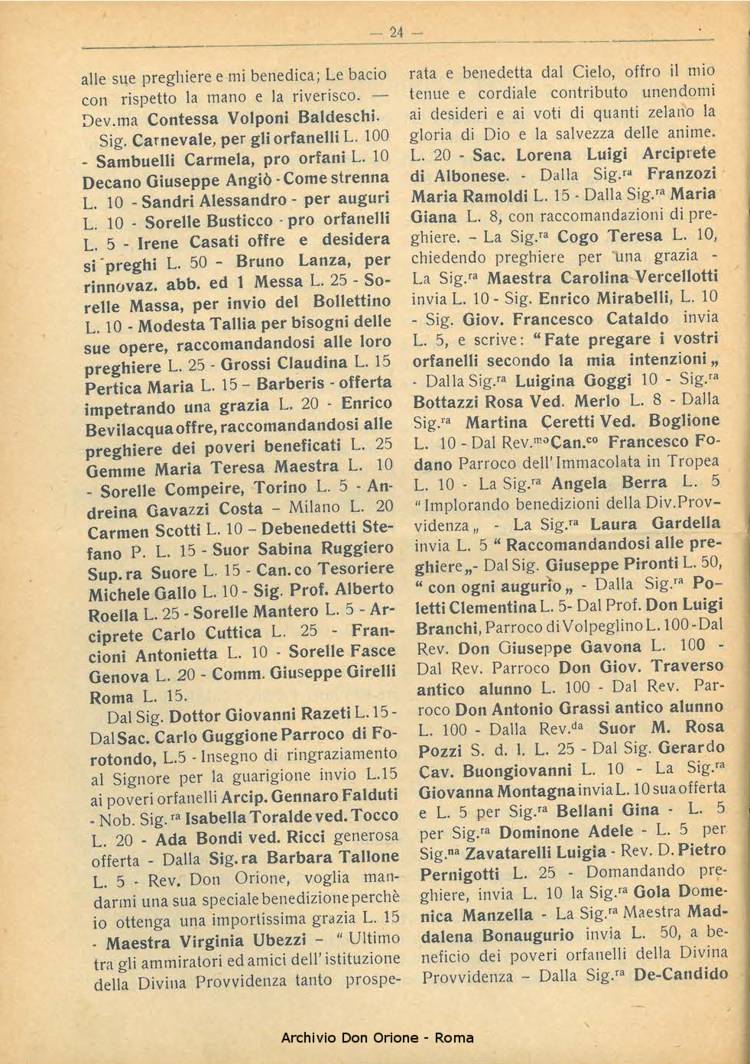 — 24 —
alle sue preghiere e mi benedica; Le bacio
con rispetto la mano e la riverisco. —
Dev.ma Contessa Volponi Baldeschi.
Sig. Carnevale, per gli orfanelli L. 100
- Sambuelli Carmela, pro orfani L. 10
Decano Giuseppe Angiò - Come strenna
L. 10 - Sandri Alessandro - per auguri
L. 10 - Sorelle Busticco - pro orfanelli
L. 5 - Irene Casati offre e desidera
si preghi L. 50 - Bruno Lanza, per
rinnovaz. abb. ed 1 Messa L. 25 - So-
relle Massa, per invio del Bollettino
L. 10 - Modesta Tallia per bisogni delle
sue opere, raccomandandosi alle loro
preghiere L. 25 - Grossi Claudina L. 15
Pertica Maria L. 15 – Barberis - offerta
impetrando una grazia L. 20 - Enrico
Bevilacqua offre, raccomandandosi alle
preghiere dei poveri beneficati L. 25
Gemme Maria Teresa Maestra L. 10
- Sorelle Compeire, Torino L. 5 - An-
dreina Gavazzi Costa – Milano L. 20
Carmen Scotti L. 10 – Debenedetti Ste-
fano P. L. 15 - Suor Sabina Ruggiero
Sup.ra Suore L. 15 - Can.co Tesoriere
Michele Gallo L. 10 - Sig. Prof. Alberto
Roella L. 25 - Sorelle Mantero L. 5 - Ar-
ciprete Carlo Cuttica L. 25 - Fran-
cioni Antonietta L. 10 - Sorelle Fasce
Genova L. 20 - Comm. Giuseppe Girelli
Roma L. 15.
Dal Sig. Dottor Giovanni Razeti L. 15 -
Dal Sac. Carlo Guggione Parroco di Fo-
rotondo, L.5 - Insegno di ringraziamento
al Signore per la guarigione invio L.15
ai poveri orfanelli Arcip. Gennaro Falduti
- Nob. Sig.ra Isabella Toralde ved. Tocco
L. 20 - Ada Bondi ved. Ricci generosa
offerta - Dalla Sig.ra Barbara Tallone
L. 5 - Rev. Don Orione, voglia man-
darmi una sua speciale benedizione perchè
io ottenga una importissima grazia L. 15
- Maestra Virginia Ubezzi – “ Ultimo
tra gli ammiratori ed amici dell' istituzione
della Divina Provvidenza tanto prospe-
rata e benedetta dal Cielo, offro il mio
tenue e cordiale contributo unendomi
ai desideri e ai voti di quanti zelano la
gloria di Dio e la salvezza delle anime.
L. 20 - Sac. Lorena Luigi Arciprete
di Albonese. - Dalla Sig.ra Franzozi
Maria Ramoldi L. 15 - Dalla Sig.ra Maria
Giana L. 8, con raccomandazioni di pre-
ghiere. – La Sig.ra Cogo Teresa L. 10,
chiedendo preghiere per una grazia -
La Sig.ra Maestra Carolina Vercellotti
invia L. 10 - Sig. Enrico Mirabelli, L. 10
- Sig. Giov. Francesco Cataldo invia
L. 5, e scrive: “ Fate pregare i vostri
orfanelli secondo la mia intenzioni „
- Dalla Sig.ra Luigina Goggi 10 - Sig.ra
Bottazzi Rosa Ved. Merlo L. 8 - Dalla
Sig.ra Martina Ceretti Ved. Boglione
L. 10 - Dal Rev.mo Can.co Francesco Fo-
dano Parroco dell' Immacolata in Tropea
L. 10 - La Sig.ra Angela Berra L. 5
“ Implorando benedizioni della Div.Prov-
videnza „ - La Sig.ra Laura Gardella
invia L. 5 “ Raccomandandosi alle pre-
ghiere „- Dal Sig. Giuseppe Pironti L. 50,
“ con ogni augurio „ - Dalla Sig.ra Po-
letti Clementina L. 5- Dal Prof. Don Luigi
Branchi, Parroco di Volpeglino L. 100 - Dal
Rev. Don Giuseppe Gavona L. 100 -
Dal Rev. Parroco Don Giov. Traverso
antico alunno L. 100 - Dal Rev. Par-
roco Don Antonio Grassi antico alunno
L. 100 - Dalla Rev.da Suor M. Rosa
Pozzi S. d. I. L. 25 - Dal Sig. Gerardo
Cav. Buongiovanni L. 10 - La Sig.ra
Giovanna Montagna invia L. 10 sua offerta
e L. 5 per Sig.ra Bellani Gina - L. 5
per Sig.ra Dominone Adele - L. 5 per
Sig.na Zavatarelli Luigia - Rev. D. Pietro
Pernigotti L. 25 - Domandando pre-
ghiere, invia L. 10 la Sig.ra Gola Dome-
nica Manzella - La Sig.ra Maestra Mad-
dalena Bonaugurio invia L. 50, a be-
neficio dei poveri orfanelli della Divina
Provvidenza – Dalla Sig.ra De-Candido
Archivio Don Orione - Roma